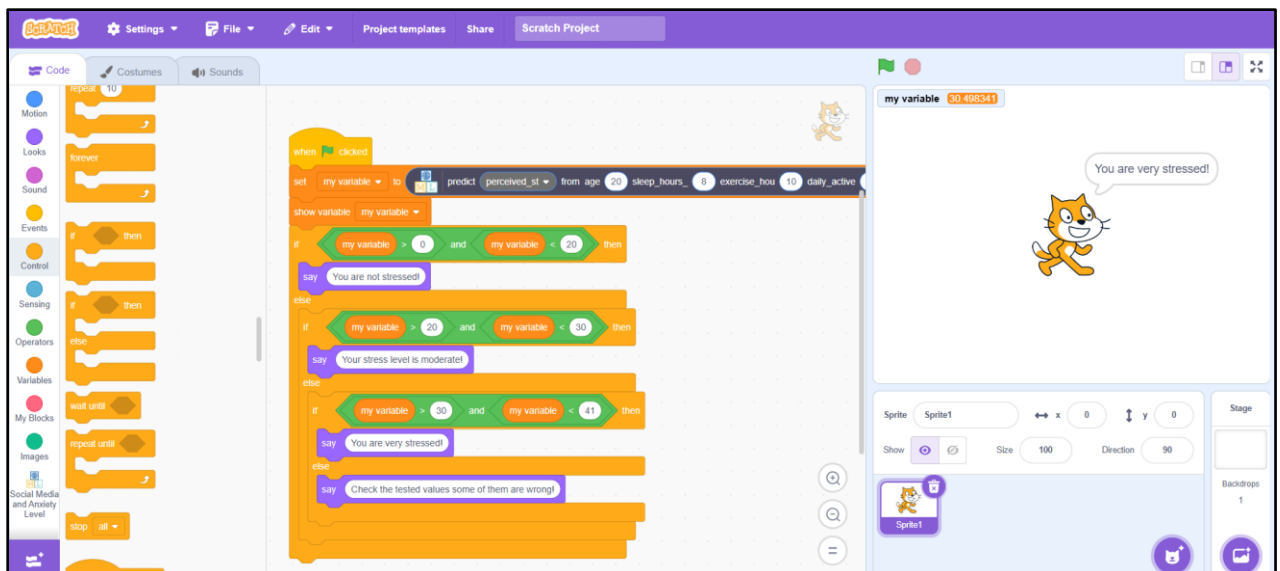 SCRATCH Settings File Edit Project templates Share Scratch Project
Code Costumes Sounds
Motion
Looks
Sound
Events
Control
Sensing
Operators
Variables
My Blocks
Images
Social Media
and Anxiety
Level
repeat 10
forever
if then
if then
else
wait until
repeat until
stop all
when clicked
set my variable to predict perceived_st from age 20 sleep_hours_ 8 exercise_hou 10 daily_active
show variable my variable
if my variable > 0 and my variable < 20 then
say You are not stressed!
else
if my variable > 20 and my variable < 30 then
say Your stress level is moderate!
else
if my variable > 30 and my variable < 41 then
say You are very stressed!
else
say Check the tested values some of them are wrong!
my variable 30.498341
You are very stressed!
Sprite Sprite1 x 0 y 0
Show Size 100 Direction 90
Sprite1
Stage
Backdrops
1